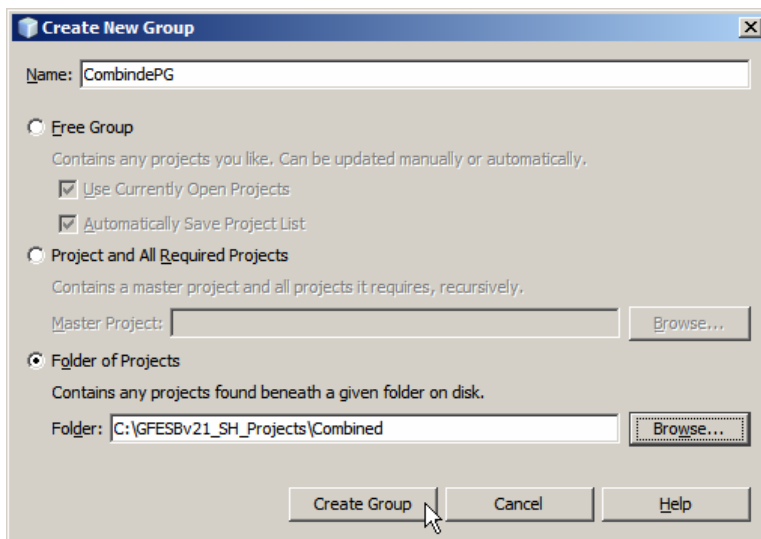 Create New Group
Name: CombindePG
Free Group
Contains any projects you like. Can be updated manually or automatically.
Use Currently Open Projects
Automatically Save Project List
Project and All Required Projects
Contains a master project and all projects it requires, recursively.
Master Project: Browse...
Folder of Projects
Contains any projects found beneath a given folder on disk.
Folder: C:\GFESBv21_SH_Projects\Combined Browse...
Create Group Cancel Help